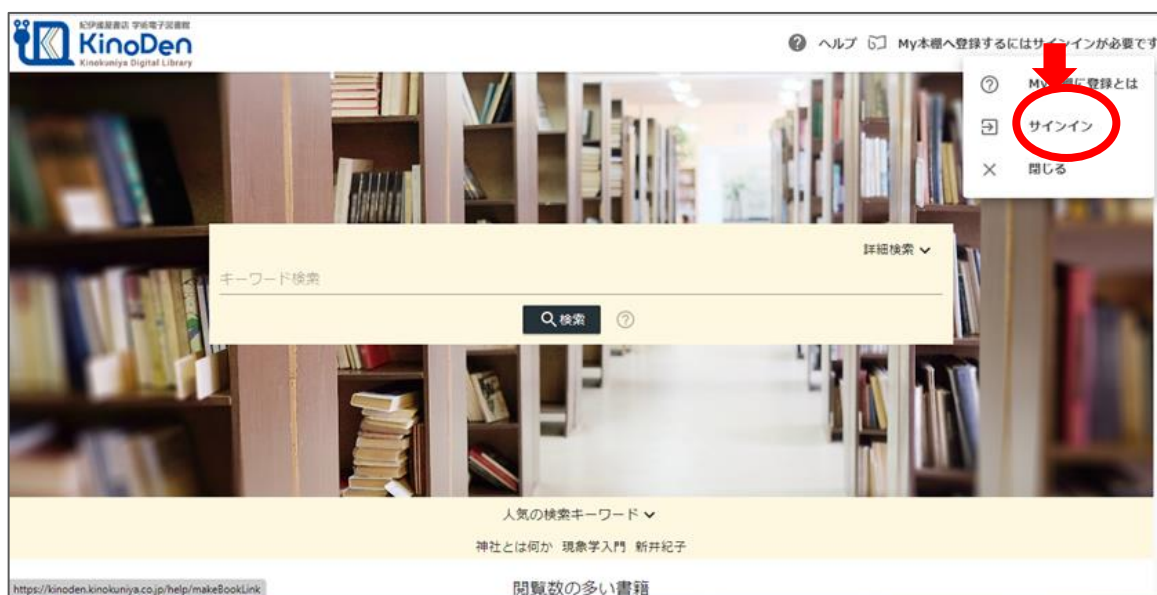 紀伊國屋書店 学術電子図書館
KinoDen
Kinokuniya Digital Library
ヘルプ My本棚へ登録するにはサインインが必要です
My本棚に登録とは
サインイン
閉じる
詳細検索
キーワード検索
検索
人気の検索キーワード
神社とは何か 現象学入門 新井紀子
閲覧数の多い書籍
https://kinoden.kinokuniya.co.jp/help/makeBookLink